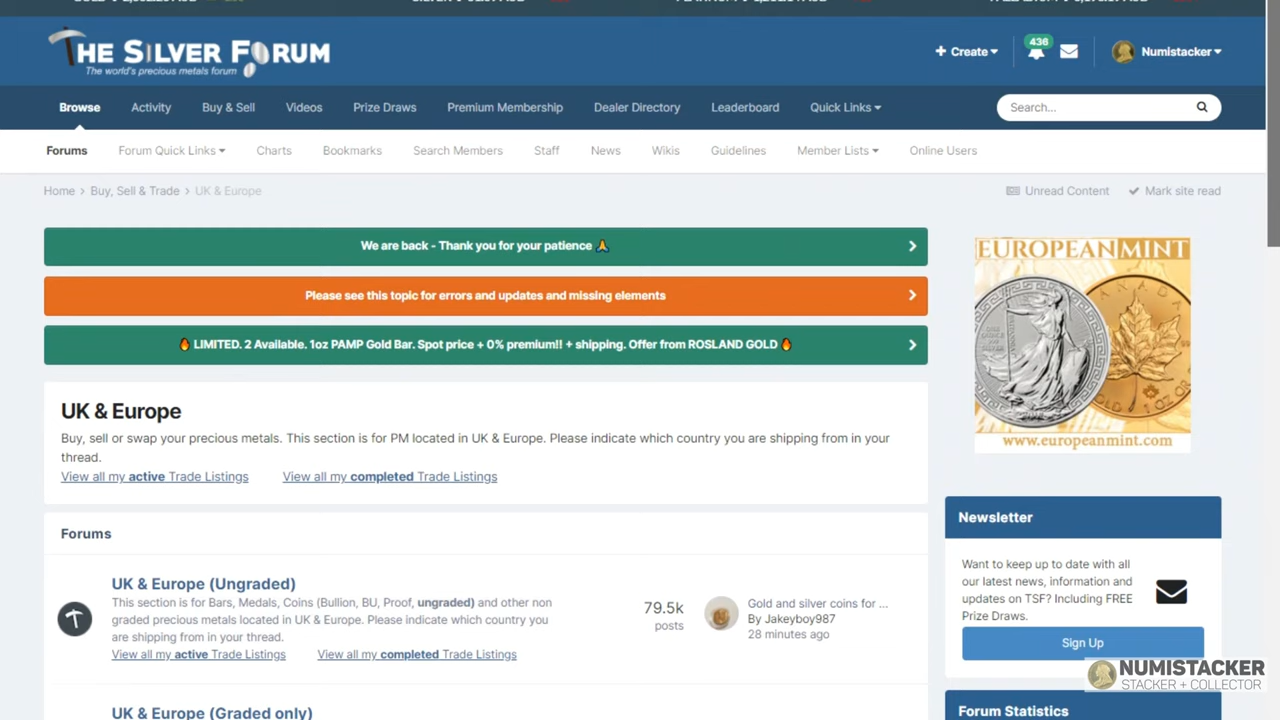 THE SILVER FORUM
The world's precious metals forum
Create
436
Numistacker
Browse
Activity
Buy & Sell
Videos
Prize Draws
Premium Membership
Dealer Directory
Leaderboard
Quick Links
Search...
Forums
Forum Quick Links
Charts
Bookmarks
Search Members
Staff
News
Wikis
Guidelines
Member Lists
Online Users
Home > Buy, Sell & Trade > UK & Europe
Unread Content
Mark site read
We are back - Thank you for your patience 🙏
Please see this topic for errors and updates and missing elements
🔥 LIMITED. 2 Available. 1oz PAMP Gold Bar. Spot price + 0% premium!! + shipping. Offer from ROSLAND GOLD 🔥
EUROPEAN MINT
www.europeanmint.com
UK & Europe
Buy, sell or swap your precious metals. This section is for PM located in UK & Europe. Please indicate which country you are shipping from in your
thread.
View all my active Trade Listings
View all my completed Trade Listings
Forums
UK & Europe (Ungraded)
This section is for Bars, Medals, Coins (Bullion, BU, Proof, ungraded) and other non
graded precious metals located in UK & Europe. Please indicate which country you
are shipping from in your thread.
View all my active Trade Listings
View all my completed Trade Listings
79.5k
posts
Gold and silver coins for ...
By Jakeyboy987
28 minutes ago
UK & Europe (Graded only)
Newsletter
Want to keep up to date with all
our latest news, information and
updates on TSF? Including FREE
Prize Draws.
Sign Up
Forum Statistics
NUMISTACKER
STACKER + COLLECTOR